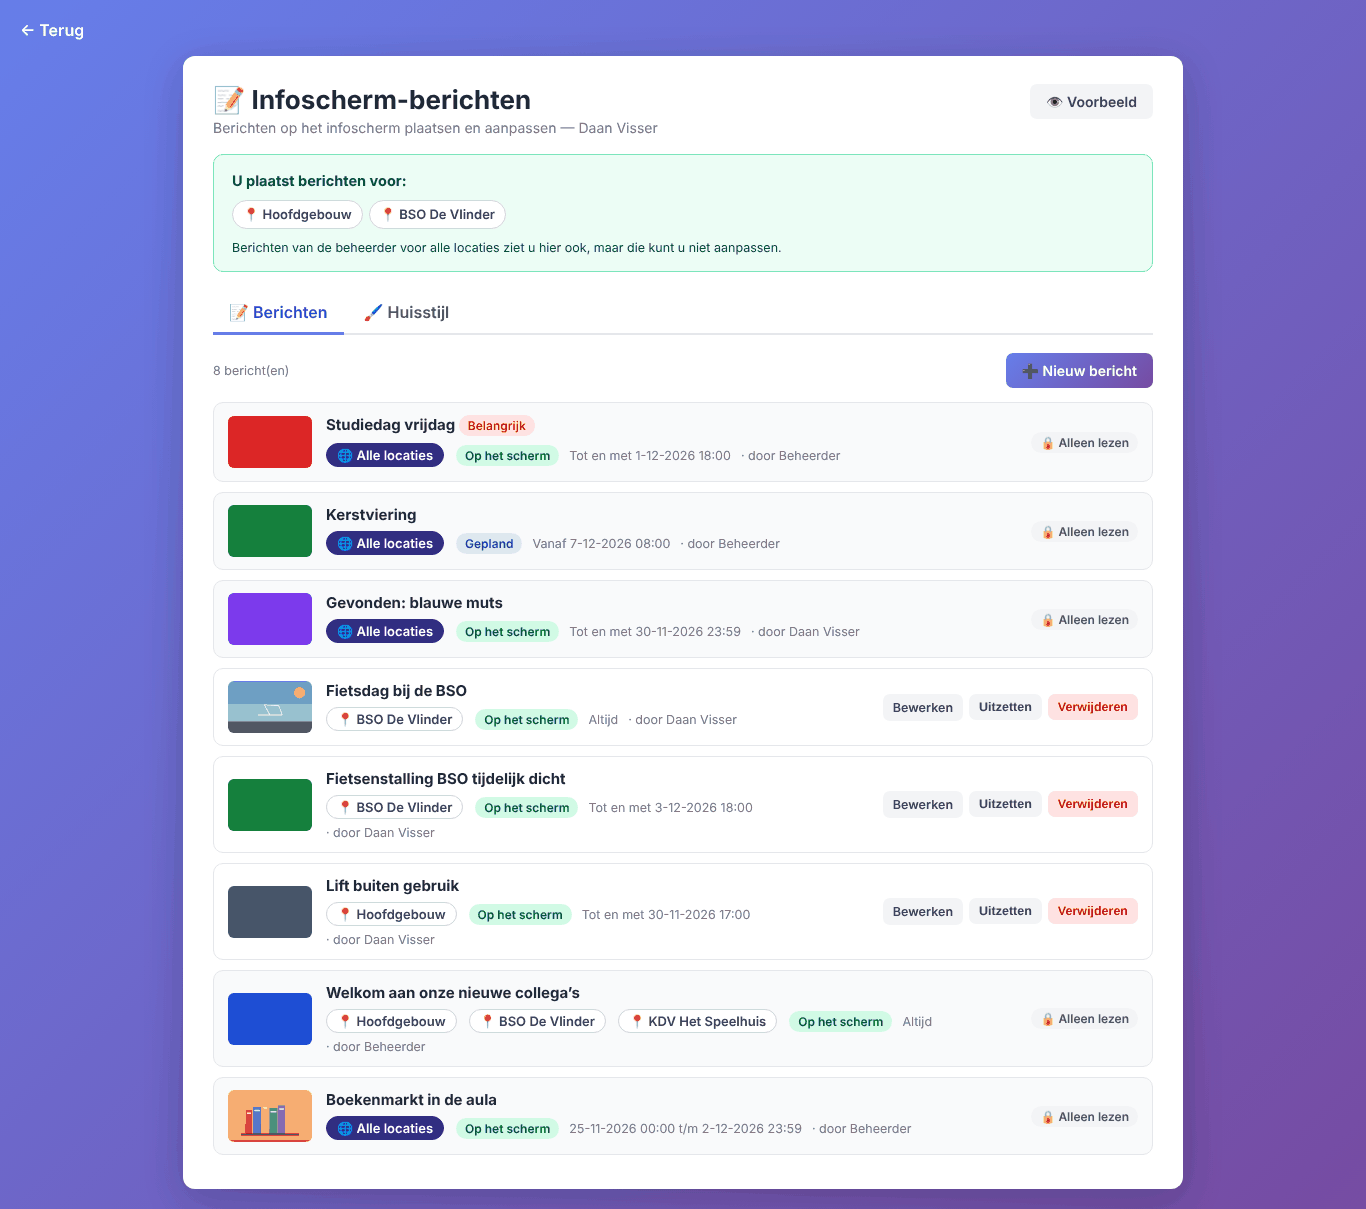 ← Terug
📝 Infoscherm-berichten
👁 Voorbeeld
Berichten op het infoscherm plaatsen en aanpassen — Daan Visser
U plaatst berichten voor:
📍 Hoofdgebouw 📍 BSO De Vlinder
Berichten van de beheerder voor alle locaties ziet u hier ook, maar die kunt u niet aanpassen.
📝 Berichten 🖌️ Huisstijl
8 bericht(en)
➕ Nieuw bericht
Studiedag vrijdag Belangrijk
🌐 Alle locaties Op het scherm Tot en met 1-12-2026 18:00 · door Beheerder
🔒 Alleen lezen
Kerstviering
🌐 Alle locaties Gepland Vanaf 7-12-2026 08:00 · door Beheerder
🔒 Alleen lezen
Gevonden: blauwe muts
🌐 Alle locaties Op het scherm Tot en met 30-11-2026 23:59 · door Daan Visser
🔒 Alleen lezen
Fietsdag bij de BSO
📍 BSO De Vlinder Op het scherm Altijd · door Daan Visser
Bewerken Uitzetten Verwijderen
Fietsenstalling BSO tijdelijk dicht
📍 BSO De Vlinder Op het scherm Tot en met 3-12-2026 18:00
· door Daan Visser
Bewerken Uitzetten Verwijderen
Lift buiten gebruik
📍 Hoofdgebouw Op het scherm Tot en met 30-11-2026 17:00
· door Daan Visser
Bewerken Uitzetten Verwijderen
Welkom aan onze nieuwe collega’s
📍 Hoofdgebouw 📍 BSO De Vlinder 📍 KDV Het Speelhuis Op het scherm Altijd
· door Beheerder
🔒 Alleen lezen
Boekenmarkt in de aula
🌐 Alle locaties Op het scherm 25-11-2026 00:00 t/m 2-12-2026 23:59 · door Beheerder
🔒 Alleen lezen